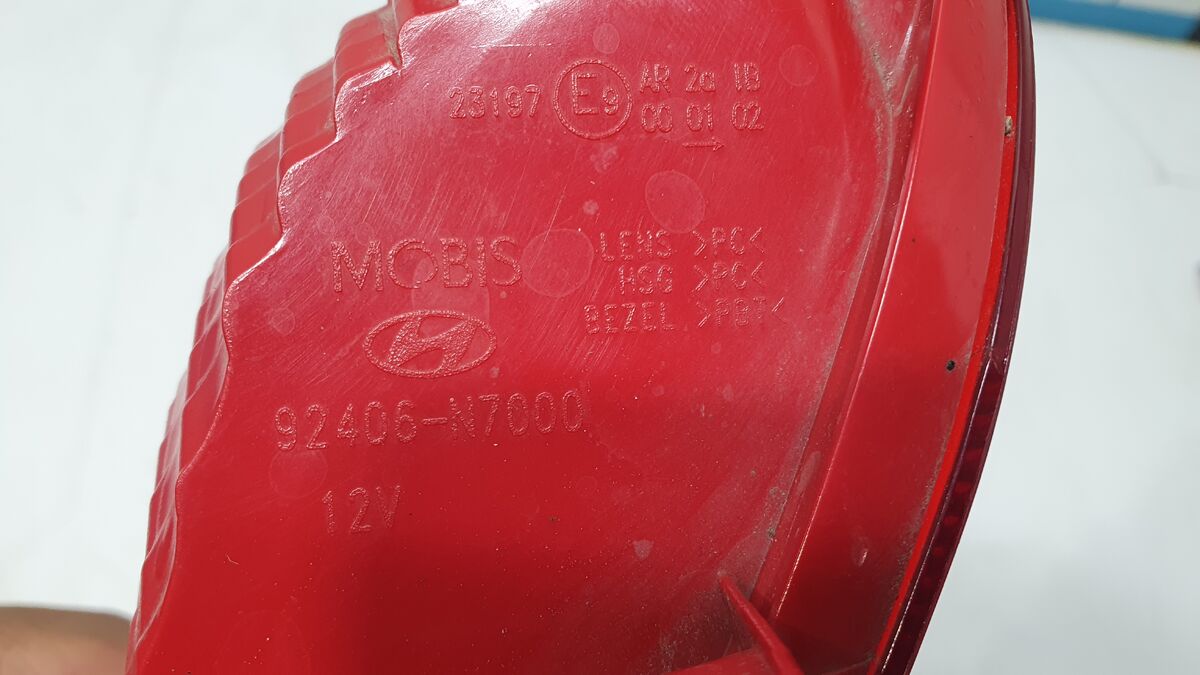 23197 E9 AR 2a IB
00 01 02
→
MOBIS
LENS >PC<
HSG >PC<
BEZEL >PBT<
92406-N7000
12V